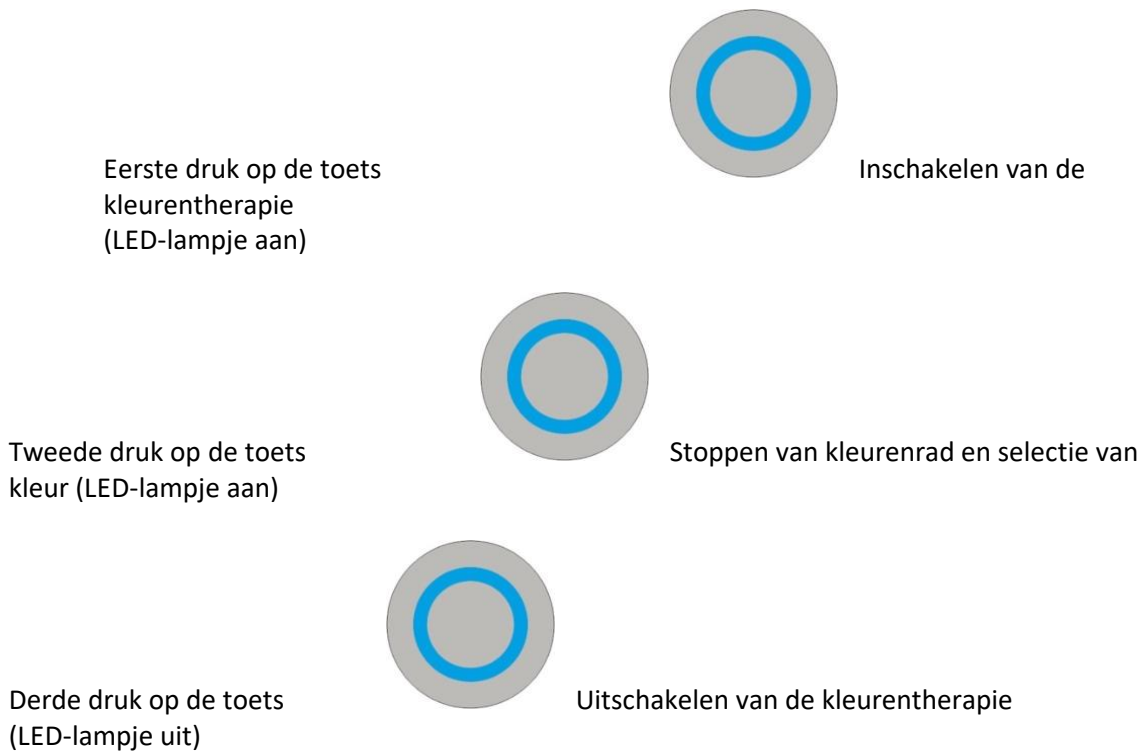 Eerste druk op de toets Inschakelen van de
kleurentherapie
(LED-lampje aan)
Tweede druk op de toets Stoppen van kleurenrad en selectie van
kleur (LED-lampje aan)
Derde druk op de toets Uitschakelen van de kleurentherapie
(LED-lampje uit)